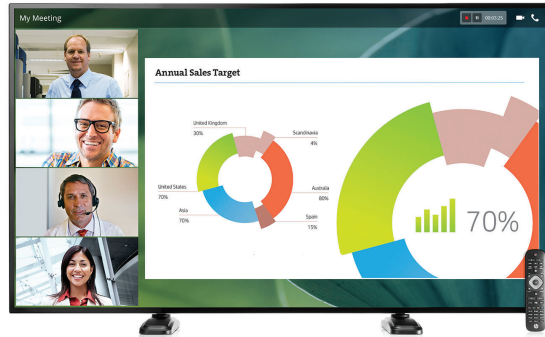 My Meeting
00:03:25
Annual Sales Target
United Kingdom
30%
Scandinavia
4%
United States
70%
Australia
80%
Asia
70%
Spain
15%
70%